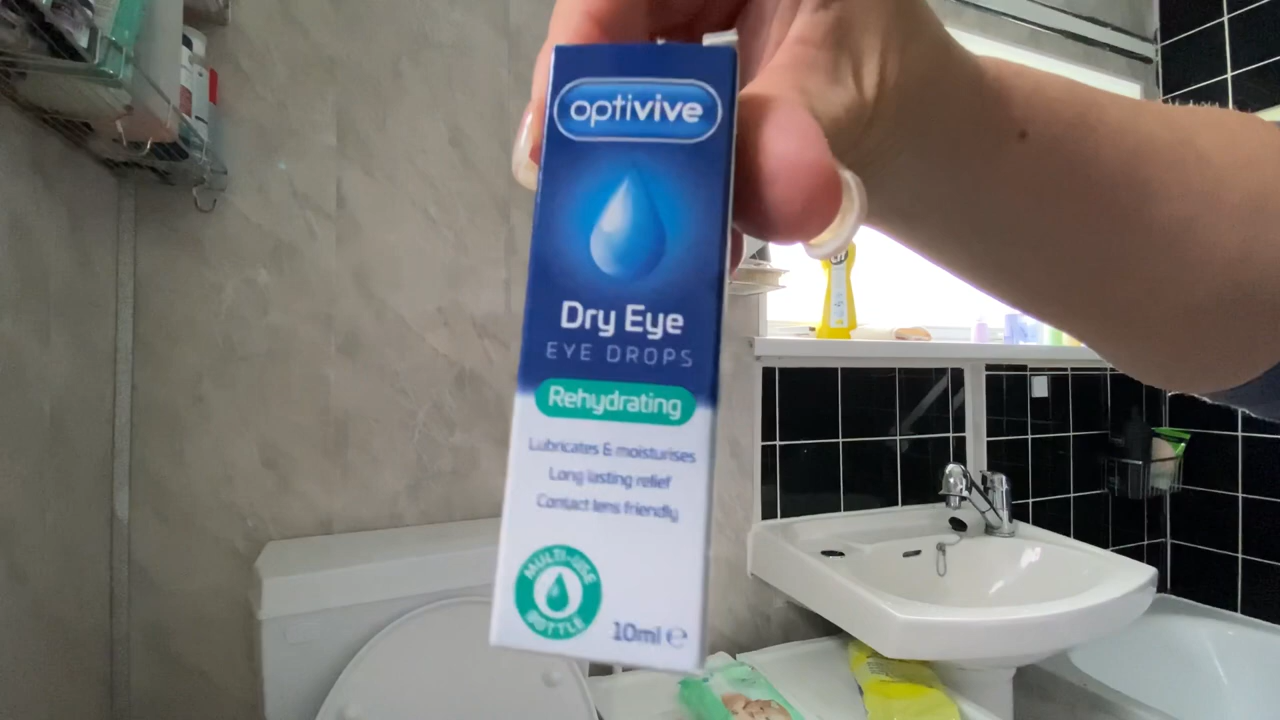 optivive
Dry Eye
EYE DROPS
Rehydrating
Lubricates & moisturises
Long lasting relief
Contact lens friendly
MULTI-USE
BOTTLE
10ml ℮